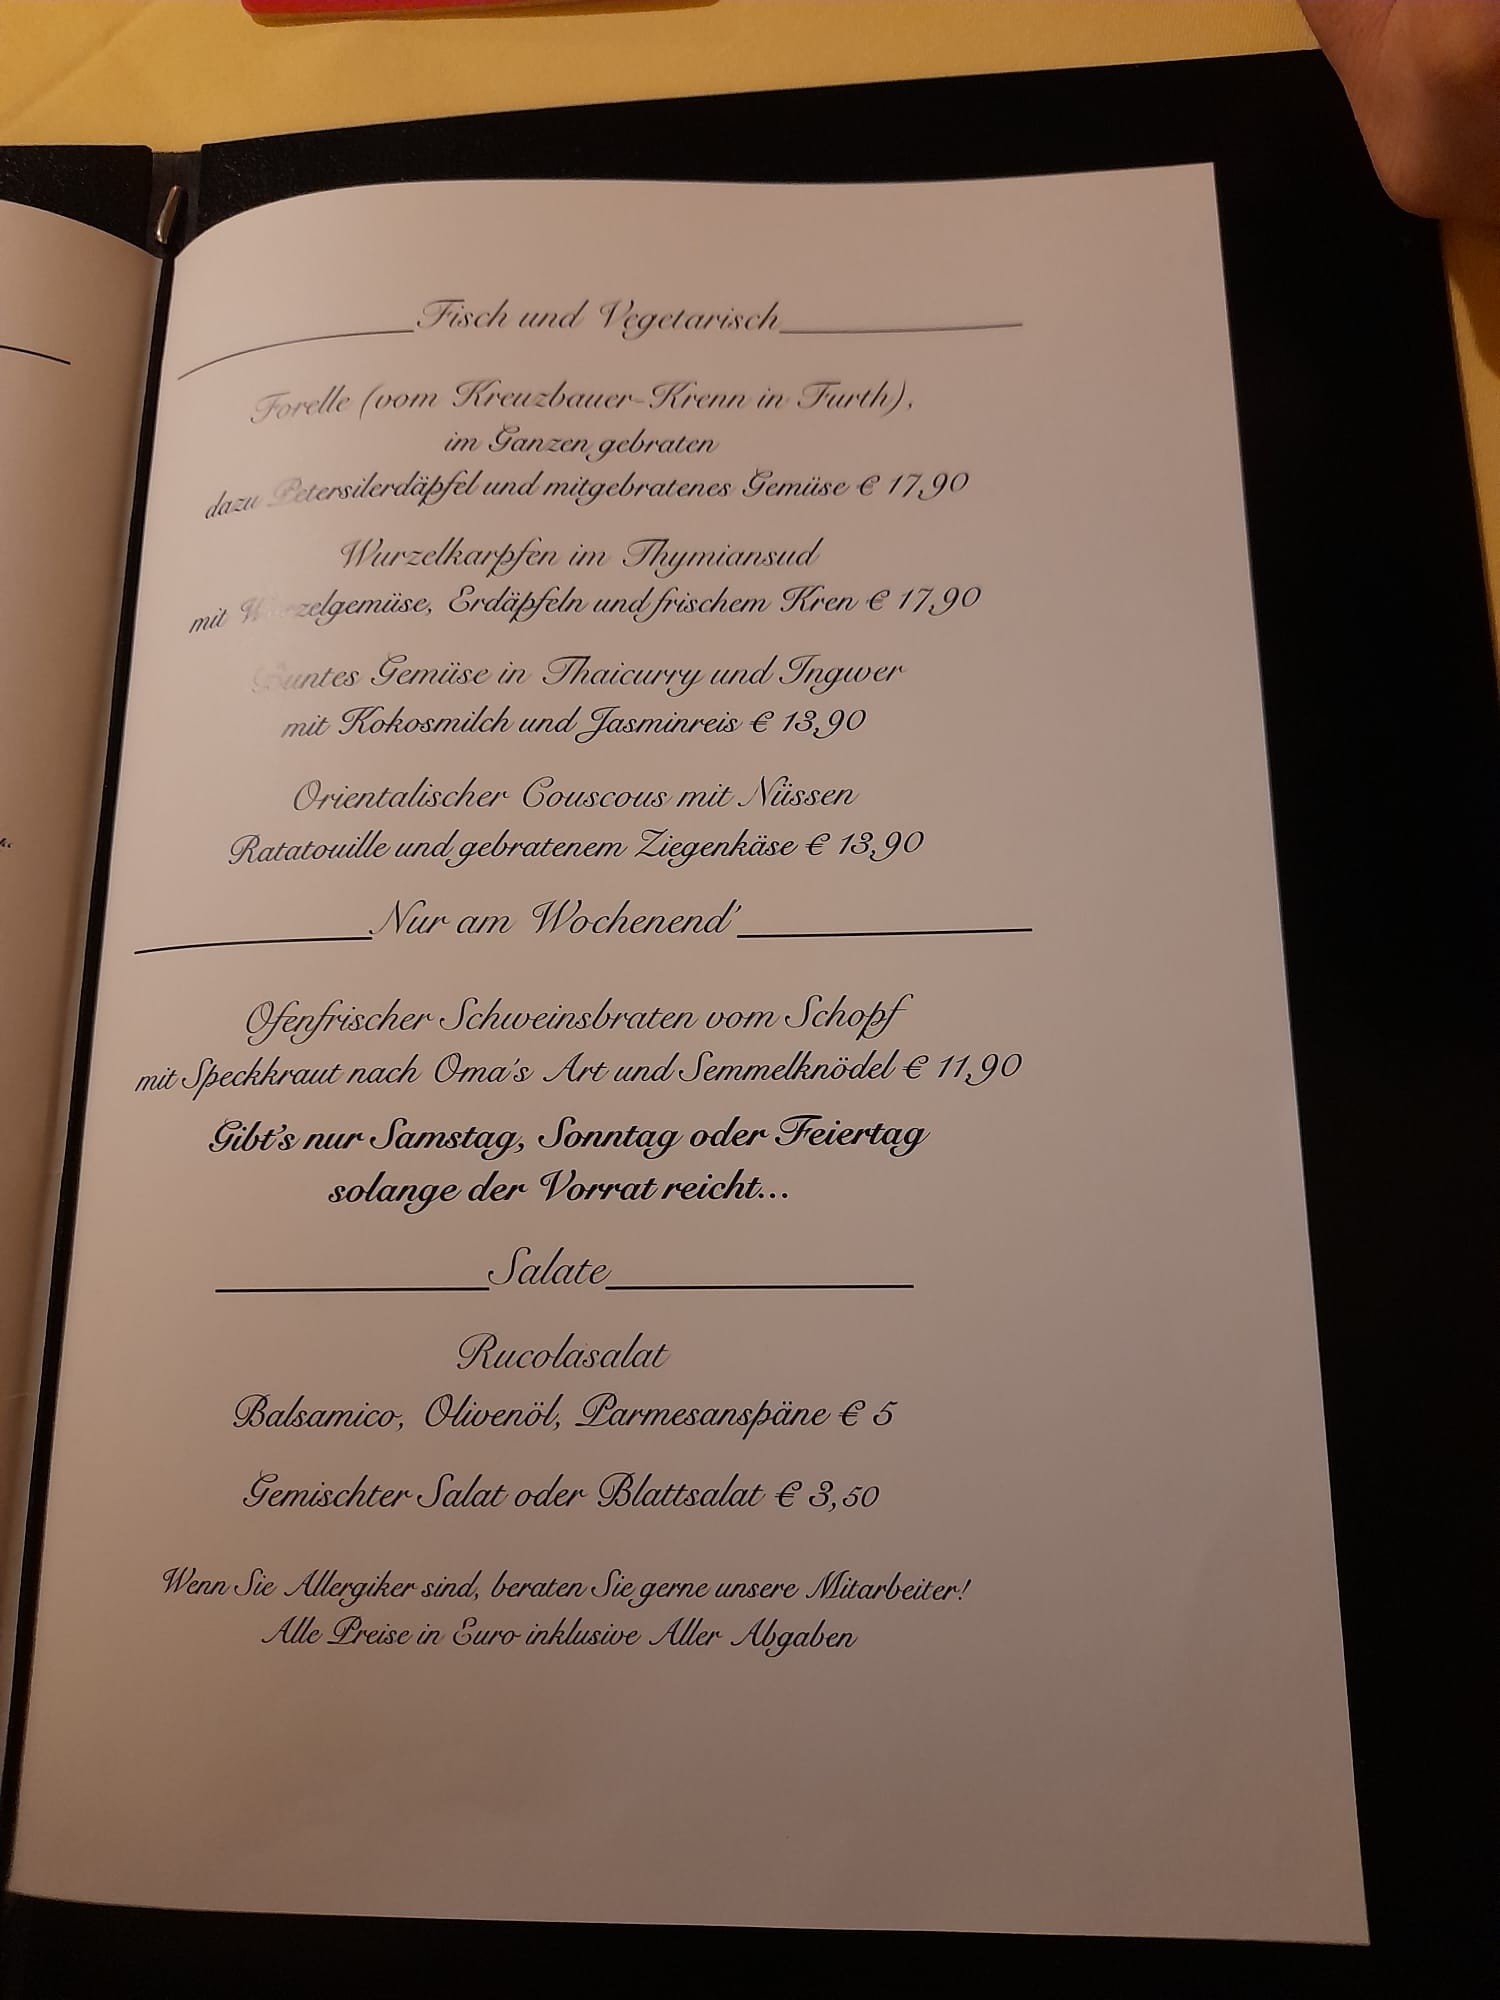 Fisch und Vegetarisch
Forelle (vom Kreuzbauer-Krenn in Furth),
im Ganzen gebraten
dazu Petersilerdäpfel und mitgebratenes Gemüse € 17,90
Wurzelkarpfen im Thymiansud
mit Wurzelgemüse, Erdäpfeln und frischem Kren € 17,90
Buntes Gemüse in Thaicurry und Ingwer
mit Kokosmilch und Jasminreis € 13,90
Orientalischer Couscous mit Nüssen
Ratatouille und gebratenem Ziegenkäse € 13,90
Nur am Wochenend'
Ofenfrischer Schweinsbraten vom Schopf
mit Speckkraut nach Oma's Art und Semmelknödel € 11,90
Gibt's nur Samstag, Sonntag oder Feiertag
solange der Vorrat reicht...
Salate
Rucolasalat
Balsamico, Olivenöl, Parmesanspäne € 5
Gemischter Salat oder Blattsalat € 3,50
Wenn Sie Allergiker sind, beraten Sie gerne unsere Mitarbeiter!
Alle Preise in Euro inklusive Aller Abgaben